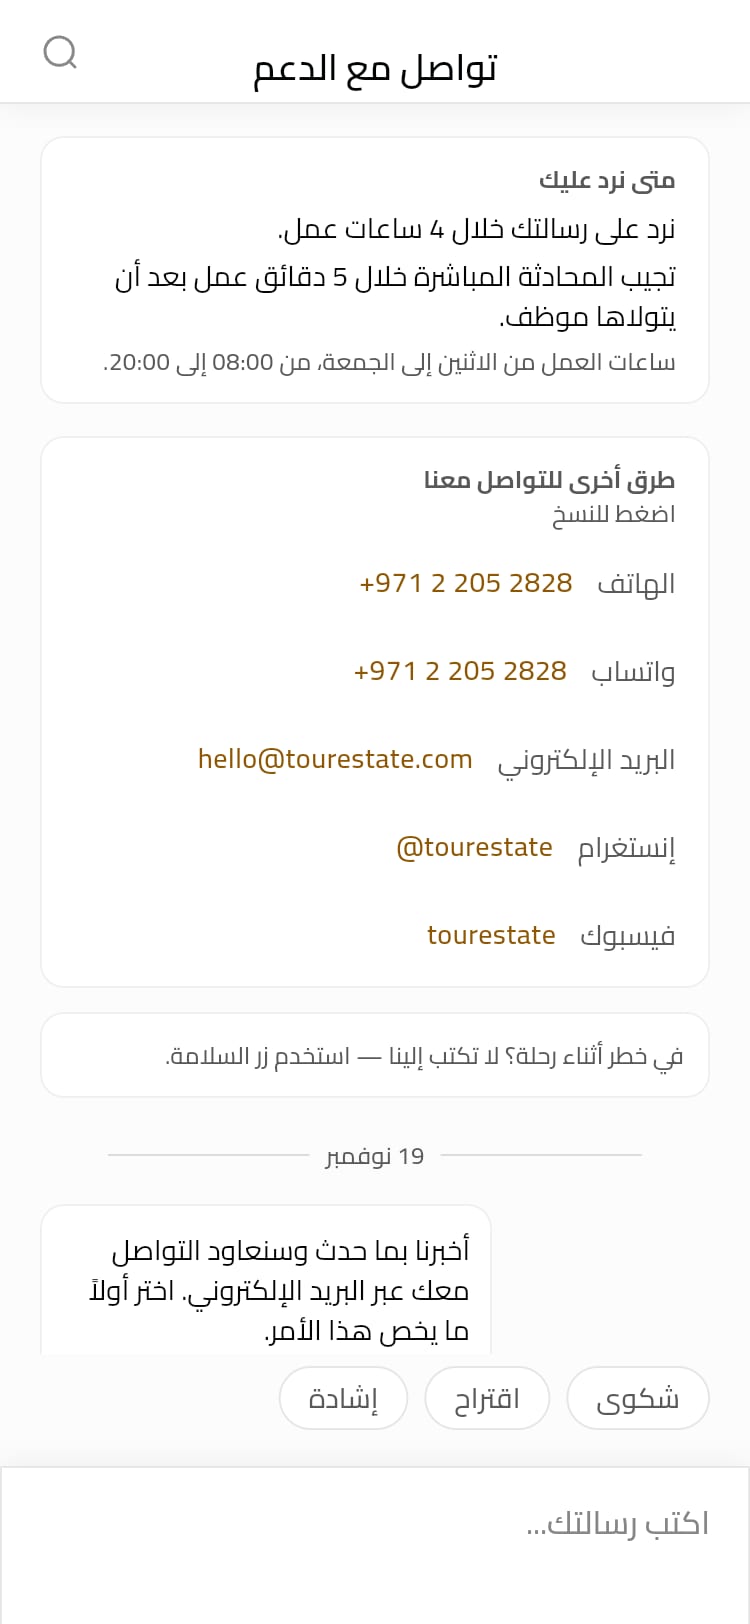 تواصل مع الدعم
متى نرد عليك
نرد على رسالتك خلال 4 ساعات عمل.
تجيب المحادثة المباشرة خلال 5 دقائق عمل بعد أن
يتولاها موظف.
ساعات العمل من الاثنين إلى الجمعة، من 08:00 إلى 20:00.
طرق أخرى للتواصل معنا
اضغط للنسخ
الهاتف +971 2 205 2828
واتساب +971 2 205 2828
البريد الإلكتروني hello@tourestate.com
إنستغرام @tourestate
فيسبوك tourestate
في خطر أثناء رحلة؟ لا تكتب إلينا — استخدم زر السلامة.
19 نوفمبر
أخبرنا بما حدث وسنعاود التواصل
معك عبر البريد الإلكتروني. اختر أولاً
ما يخص هذا الأمر.
شكوى اقتراح إشادة
اكتب رسالتك...